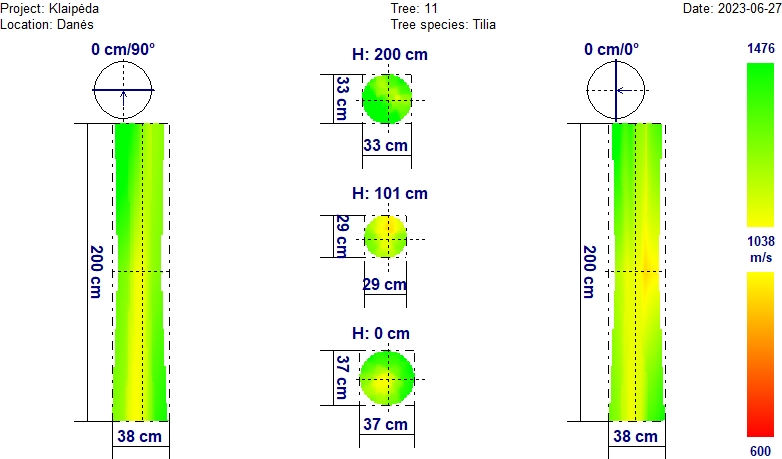 Project: Klaipėda
Tree: 11
Date: 2023-06-27
Location: Danės
Tree species: Tilia
0 cm/90°
H: 200 cm
0 cm/0°
1476
33 cm
33 cm
H: 101 cm
29 cm
29 cm
200 cm
200 cm
1038
m/s
H: 0 cm
37 cm
37 cm
38 cm
38 cm
600